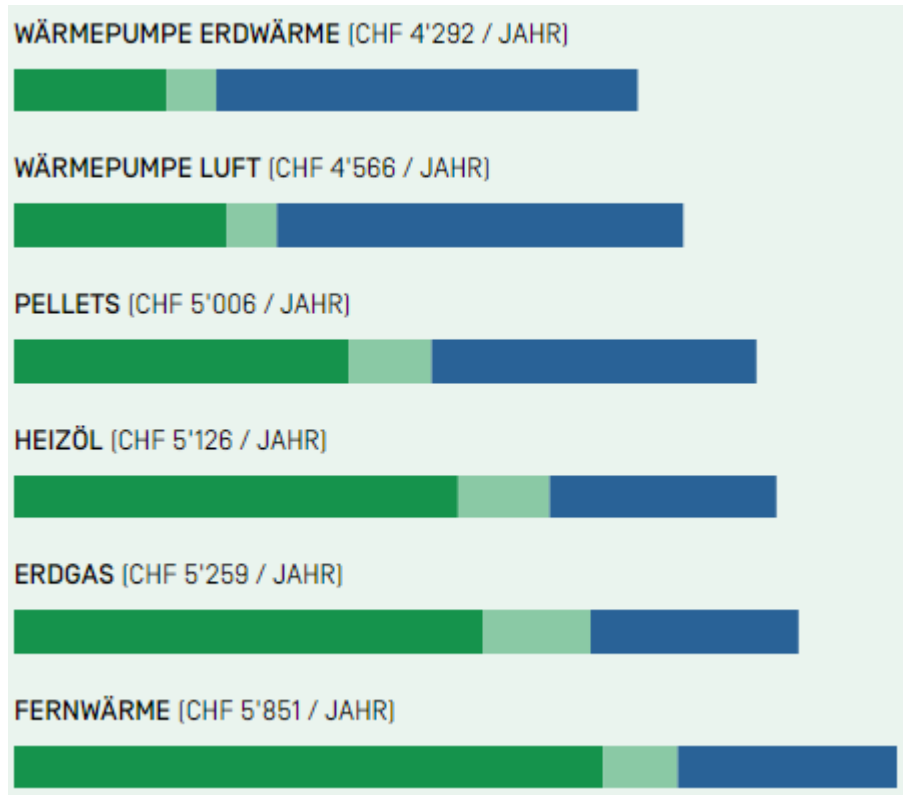 WÄRMEPUMPE ERDWÄRME (CHF 4'292 / JAHR)
WÄRMEPUMPE LUFT (CHF 4'566 / JAHR)
PELLETS (CHF 5'006 / JAHR)
HEIZÖL (CHF 5'126 / JAHR)
ERDGAS (CHF 5'259 / JAHR)
FERNWÄRME (CHF 5'851 / JAHR)